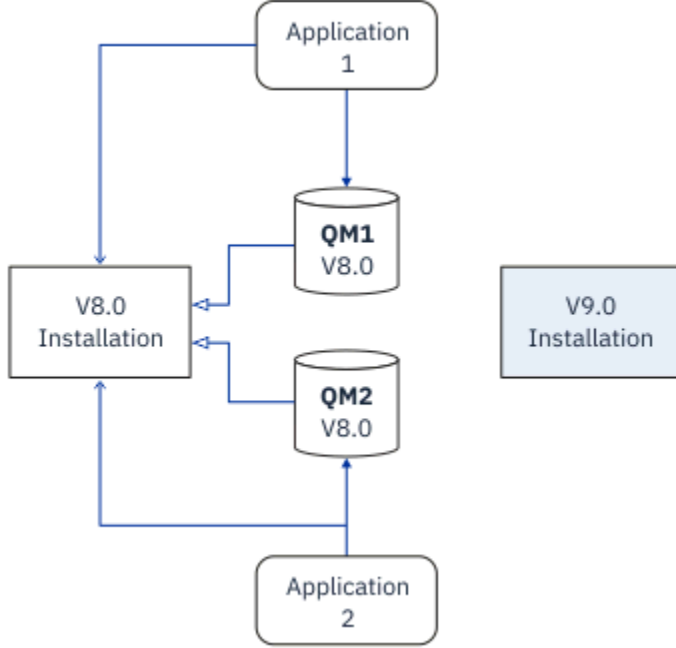 Application
1
QM1
V8.0
V8.0
Installation
V9.0
Installation
QM2
V8.0
Application
2